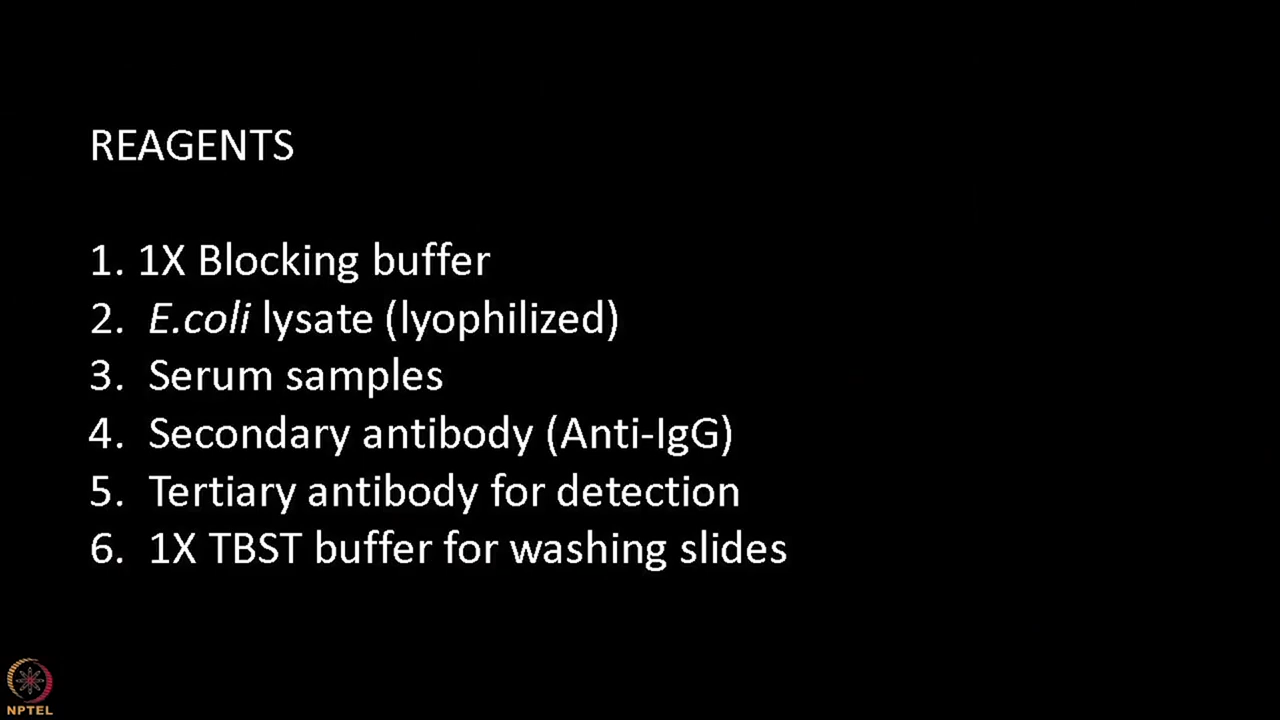 REAGENTS
1. 1X Blocking buffer
2. E.coli lysate (lyophilized)
3. Serum samples
4. Secondary antibody (Anti-IgG)
5. Tertiary antibody for detection
6. 1X TBST buffer for washing slides
NPTEL